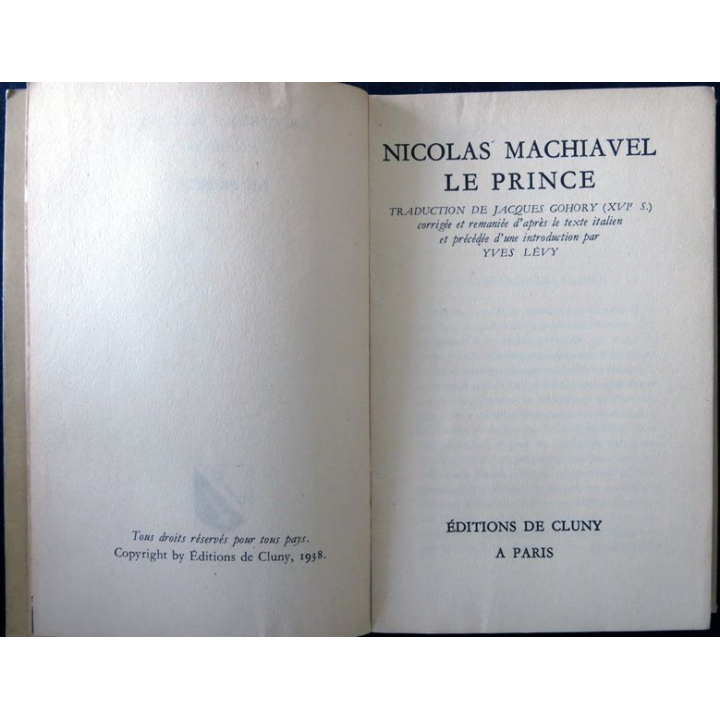 Tous droits réservés pour tous pays.
Copyright by Éditions de Cluny, 1938.
NICOLAS MACHIAVEL
LE PRINCE
TRADUCTION DE JACQUES GOHORY (XVIe S.)
corrigée et remaniée d'après le texte italien
et précédée d'une introduction par
YVES LÉVY
ÉDITIONS DE CLUNY
A PARIS